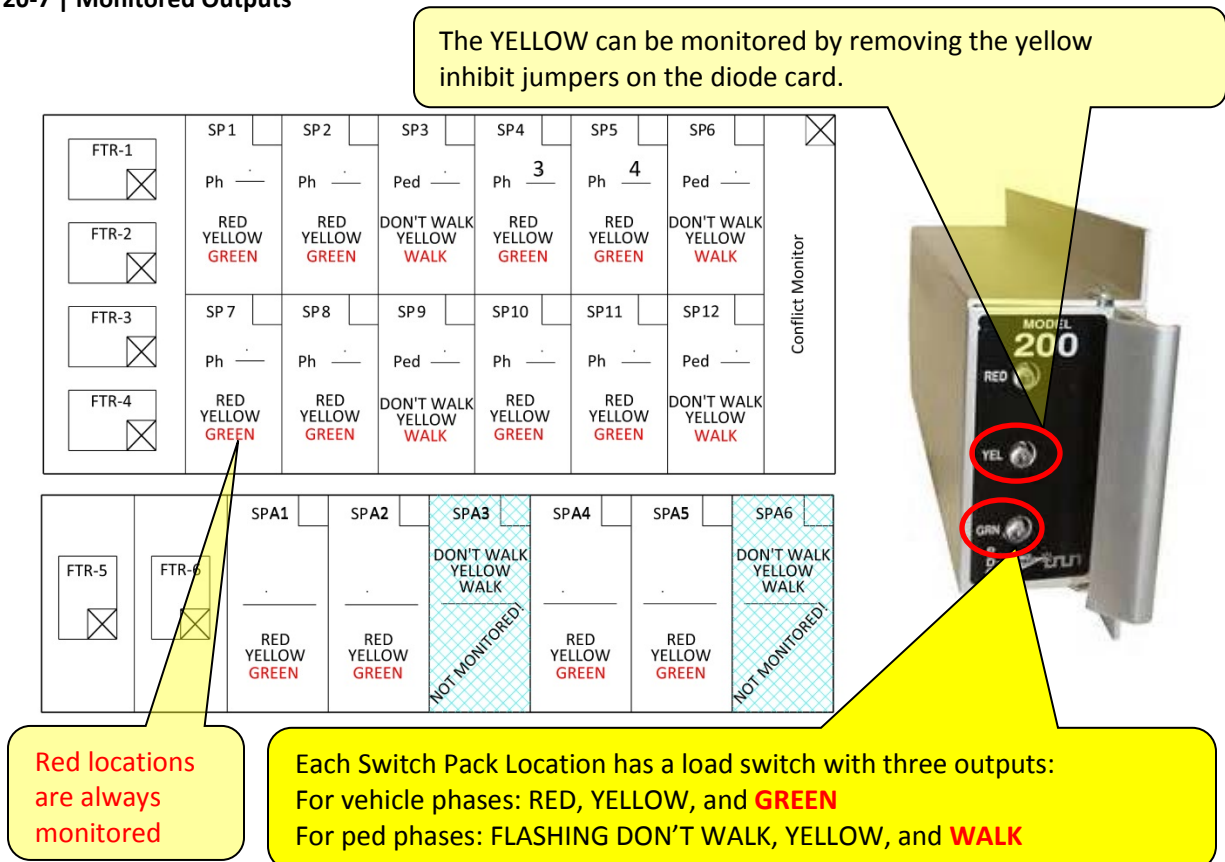 20-7 | Monitored Outputs
The YELLOW can be monitored by removing the yellow
inhibit jumpers on the diode card.
FTR-1
FTR-2
FTR-3
FTR-4
SP1
Ph
RED
YELLOW
GREEN
SP2
Ph
RED
YELLOW
GREEN
SP3
Ped
DON'T WALK
YELLOW
WALK
SP4
Ph 3
RED
YELLOW
GREEN
SP5
Ph 4
RED
YELLOW
GREEN
SP6
Ped
DON'T WALK
YELLOW
WALK
SP7
Ph
RED
YELLOW
GREEN
SP8
Ph
RED
YELLOW
GREEN
SP9
Ped
DON'T WALK
YELLOW
WALK
SP10
Ph
RED
YELLOW
GREEN
SP11
Ph
RED
YELLOW
GREEN
SP12
Ped
DON'T WALK
YELLOW
WALK
Conflict Monitor
MODEL
200
RED
YEL
GRN
FTR-5
FTR-6
SPA1
RED
YELLOW
GREEN
SPA2
RED
YELLOW
GREEN
SPA3
DON'T WALK
YELLOW
WALK
NOT MONITORED!
SPA4
RED
YELLOW
GREEN
SPA5
RED
YELLOW
GREEN
SPA6
DON'T WALK
YELLOW
WALK
NOT MONITORED!
Red locations
are always
monitored
Each Switch Pack Location has a load switch with three outputs:
For vehicle phases: RED, YELLOW, and GREEN
For ped phases: FLASHING DON’T WALK, YELLOW, and WALK